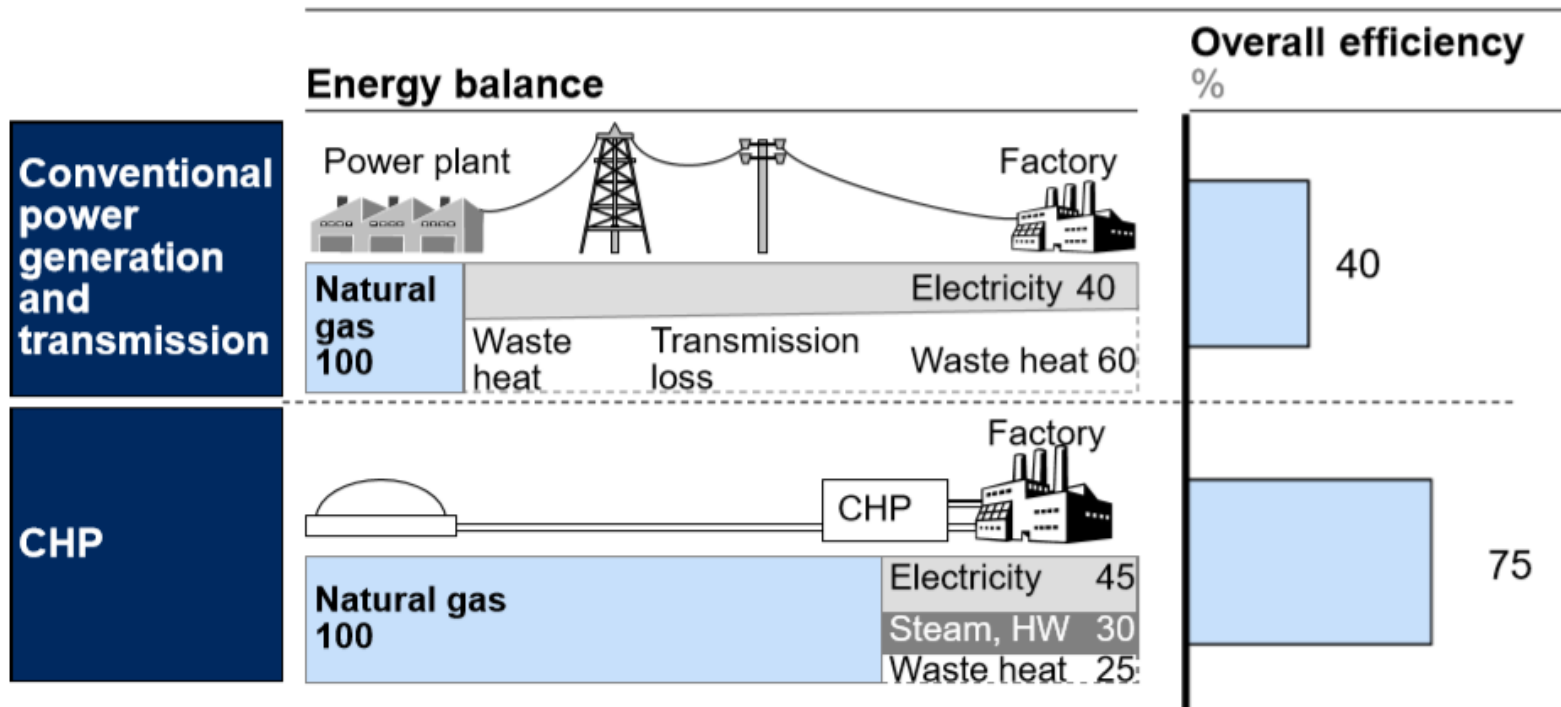 Overall efficiency
%
Energy balance
Conventional
power
generation
and
transmission
Power plant
Factory
Natural
gas
100
Electricity 40
Waste
heat
Transmission
loss
Waste heat 60
40
CHP
Factory
CHP
Natural gas
100
Electricity 45
Steam, HW 30
Waste heat 25
75